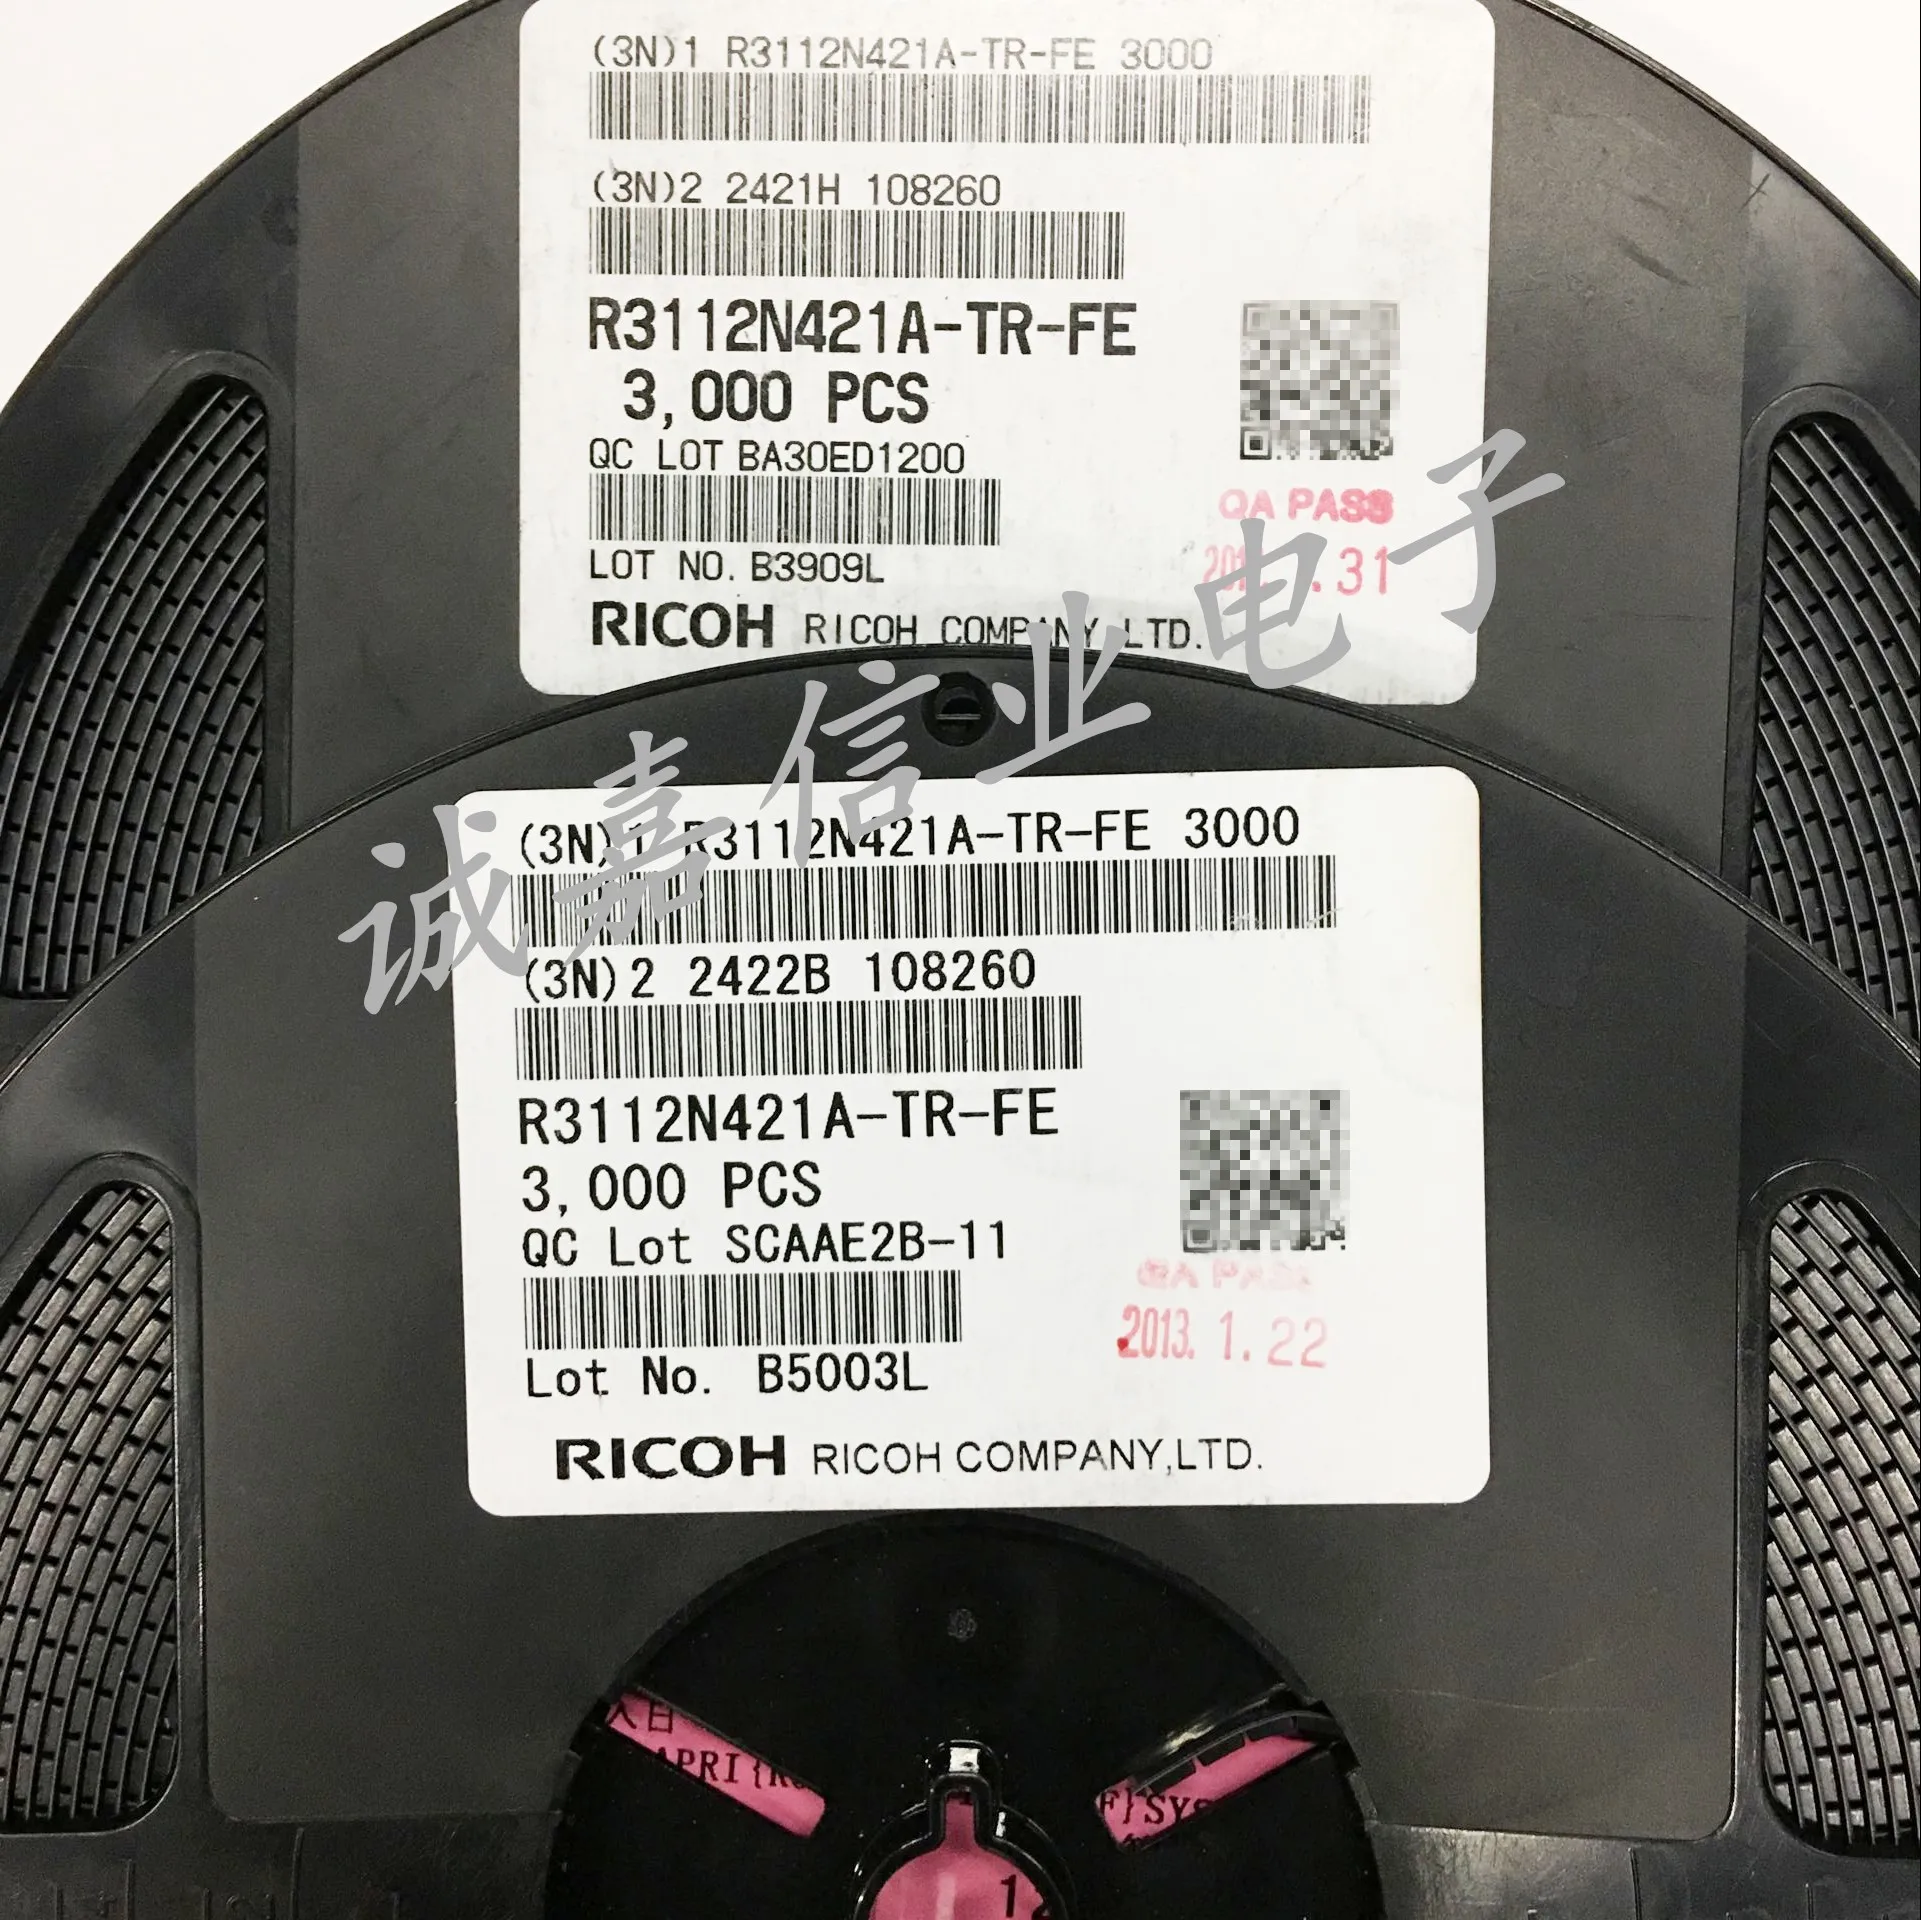 (3N)1 R3112N421A-TR-FE 3000
(3N)2 2421H 108260
R3112N421A-TR-FE
3,000 PCS
QC LOT BA30ED1200
QA PASS
.31
LOT NO. B3909L
RICOH RICOH COMPANY,LTD.
诚嘉信业电子
(3N)1 R3112N421A-TR-FE 3000
(3N)2 2422B 108260
R3112N421A-TR-FE
3,000 PCS
QC Lot SCAAE2B-11
QA PASS
2013. 1. 22
Lot No. B5003L
RICOH RICOH COMPANY,LTD.